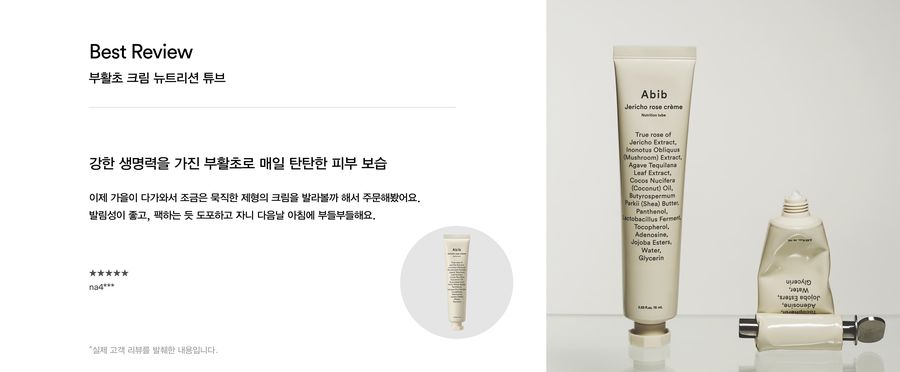 Best Review
부활초 크림 뉴트리션 튜브
강한 생명력을 가진 부활초로 매일 탄탄한 피부 보습
이제 가을이 다가와서 조금은 묵직한 제형의 크림을 발라볼까 해서 주문해봤어요.
발림성이 좋고, 팩하는 듯 도포하고 자니 다음날 아침에 부들부들해요.
★★★★★
na4***
*실제 고객 리뷰를 발췌한 내용입니다.
Abib
Abib
Jericho rose crème
Nutrition tube
True rose of
Jericho Extract,
Inonotus Obliquus
(Mushroom) Extract,
Agave Tequilana
Leaf Extract,
Cocos Nucifera
(Coconut) Oil,
Butyrospermum
Parkii (Shea) Butter,
Panthenol,
Lactobacillus Ferment,
Tocopherol,
Adenosine,
Jojoba Esters,
Water,
Glycerin
Tocopherol,
Adenosine,
Jojoba Esters,
Water,
Glycerin